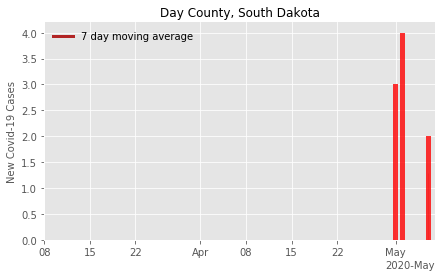 Day County, South Dakota
7 day moving average
New Covid-19 Cases
4.0
3.5
3.0
2.5
2.0
1.5
1.0
0.5
0.0
08 15 22 Apr 08 15 22 May
2020-May